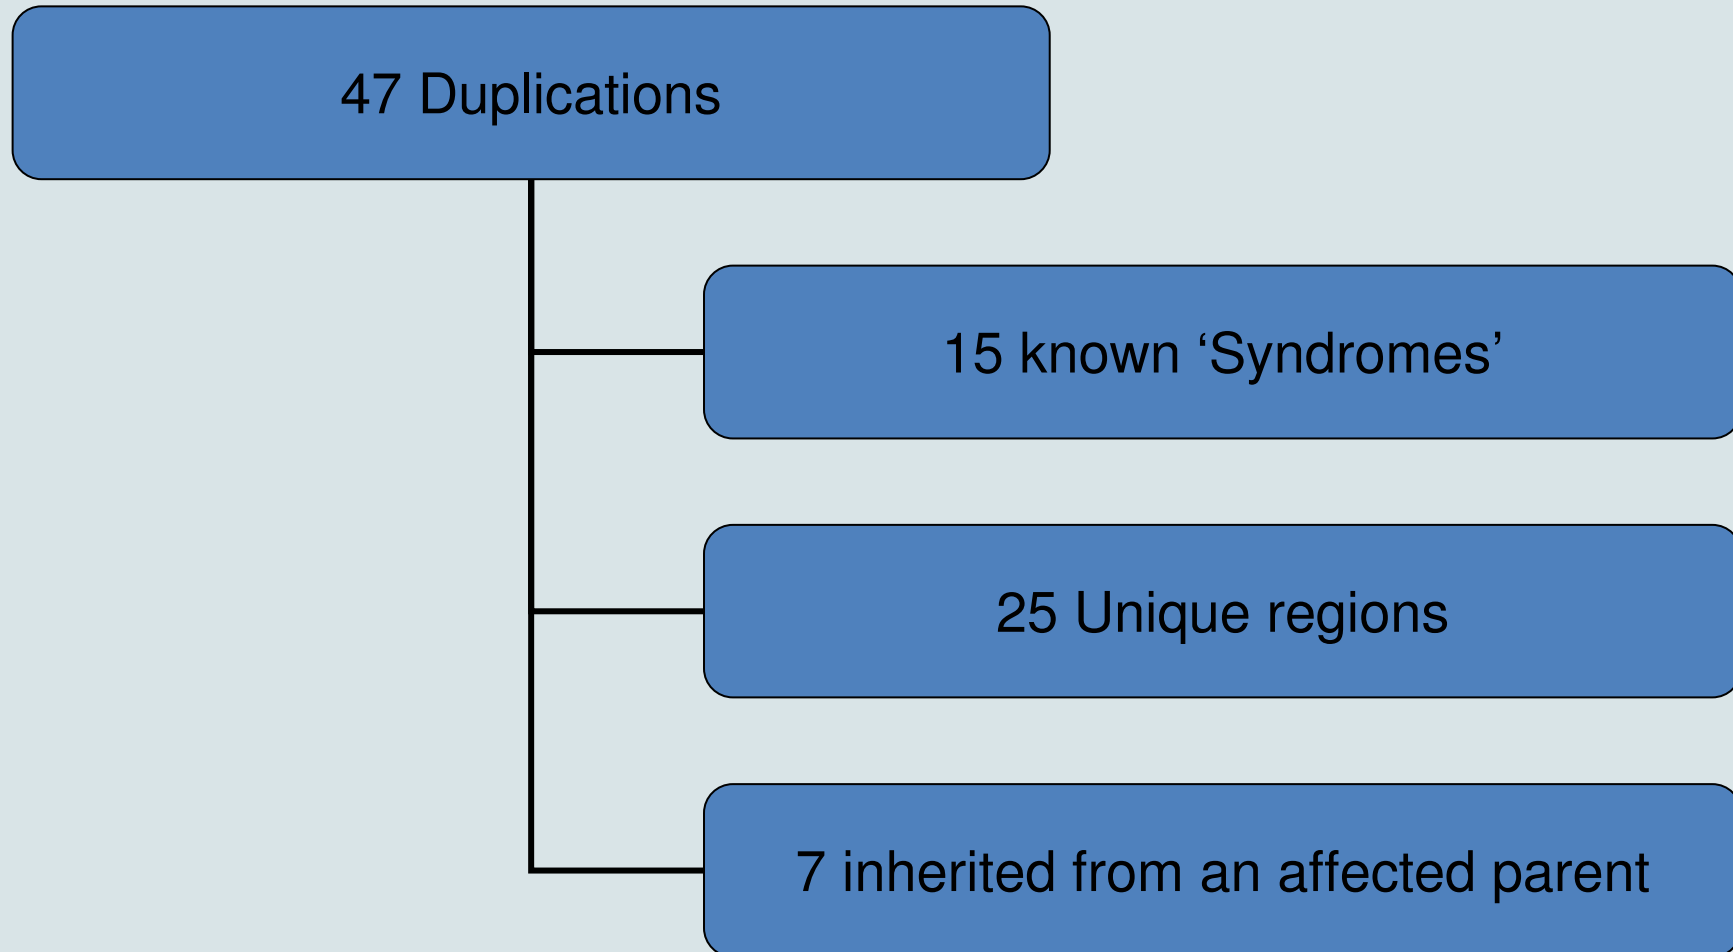 47 Duplications
15 known ‘Syndromes’
25 Unique regions
7 inherited from an affected parent